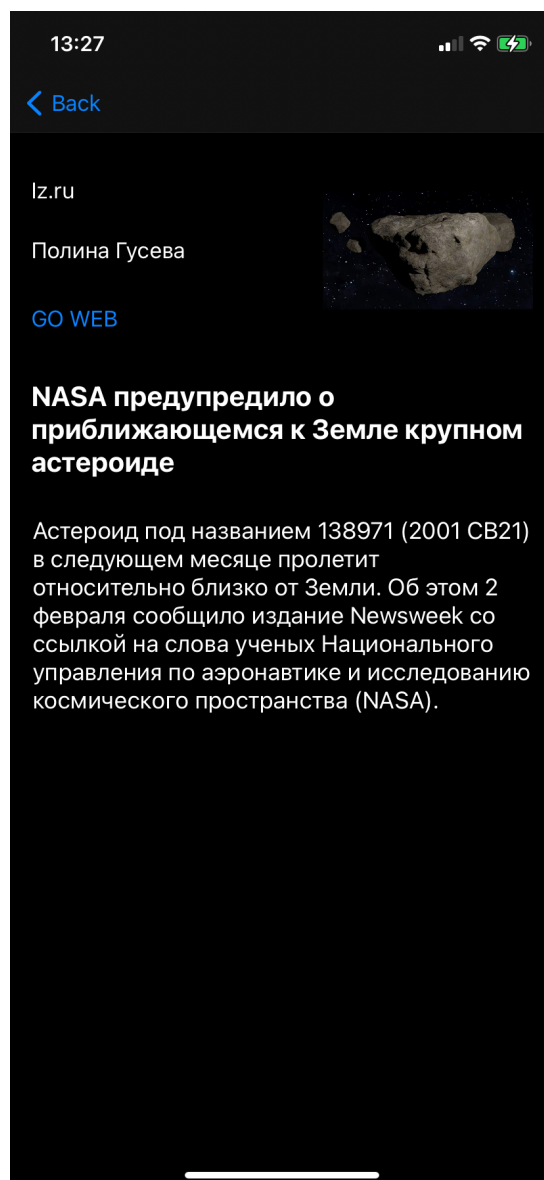 13:27
Back
lz.ru
Полина Гусева
GO WEB
NASA предупредило о
приближающемся к Земле крупном
астероиде
Астероид под названием 138971 (2001 CB21)
в следующем месяце пролетит
относительно близко от Земли. Об этом 2
февраля сообщило издание Newsweek со
ссылкой на слова ученых Национального
управления по аэронавтике и исследованию
космического пространства (NASA).